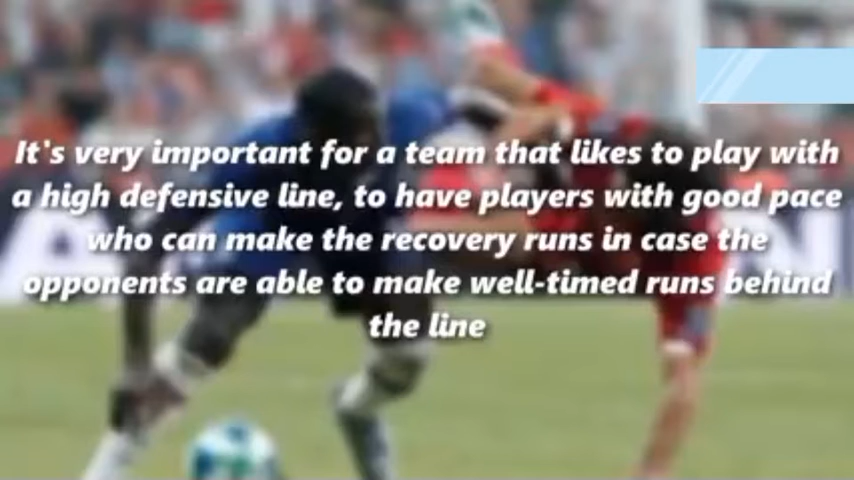 It's very important for a team that likes to play with
a high defensive line, to have players with good pace
who can make the recovery runs in case the
opponents are able to make well-timed runs behind
the line